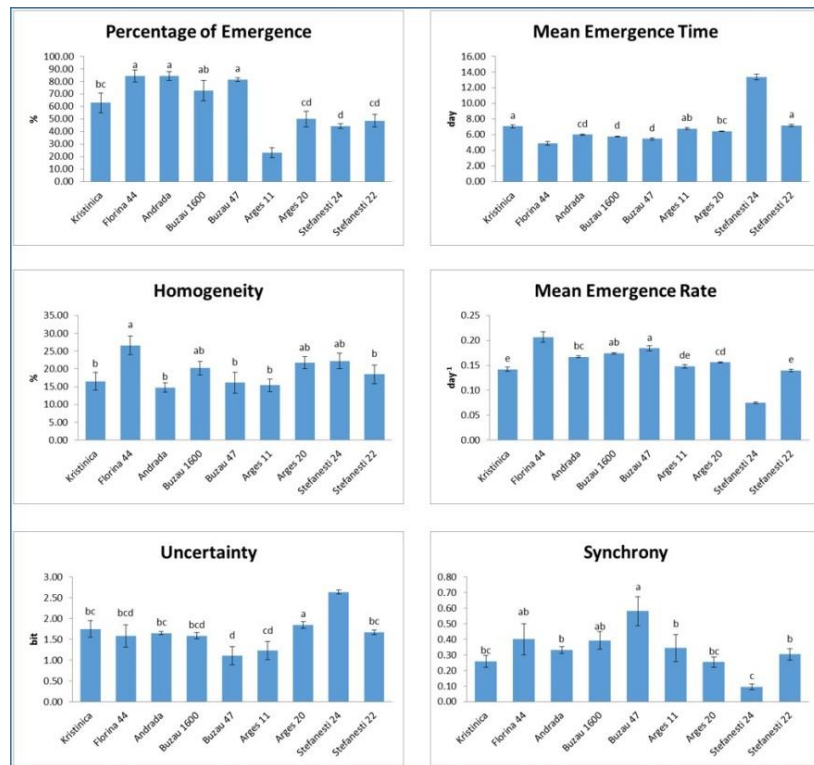 Percentage of Emergence
%
100.00
90.00
80.00
70.00
60.00
50.00
40.00
30.00
20.00
10.00
0.00
bc a a ab a cd d cd
Kristinica Florina 44 Andrada Buzau 1600 Buzau 47 Arges 11 Arges 20 Stefanesti 24 Stefanesti 22
Mean Emergence Time
day
16.00
14.00
12.00
10.00
8.00
6.00
4.00
2.00
0.00
a cd d d ab bc a
Kristinica Florina 44 Andrada Buzau 1600 Buzau 47 Arges 11 Arges 20 Stefanesti 24 Stefanesti 22
Homogeneity
%
35.00
30.00
25.00
20.00
15.00
10.00
5.00
0.00
b a b ab b b ab ab b
Kristinica Florina 44 Andrada Buzau 1600 Buzau 47 Arges 11 Arges 20 Stefanesti 24 Stefanesti 22
Mean Emergence Rate
day-1
0.25
0.20
0.15
0.10
0.05
0.00
e bc ab a de cd e
Kristinica Florina 44 Andrada Buzau 1600 Buzau 47 Arges 11 Arges 20 Stefanesti 24 Stefanesti 22
Uncertainty
bit
3.00
2.50
2.00
1.50
1.00
0.50
0.00
bc bcd bc bcd d cd a bc
Kristinica Florina 44 Andrada Buzau 1600 Buzau 47 Arges 11 Arges 20 Stefanesti 24 Stefanesti 22
Synchrony
0.80
0.70
0.60
0.50
0.40
0.30
0.20
0.10
0.00
bc ab b ab a b bc c b
Kristinica Florina 44 Andrada Buzau 1600 Buzau 47 Arges 11 Arges 20 Stefanesti 24 Stefanesti 22